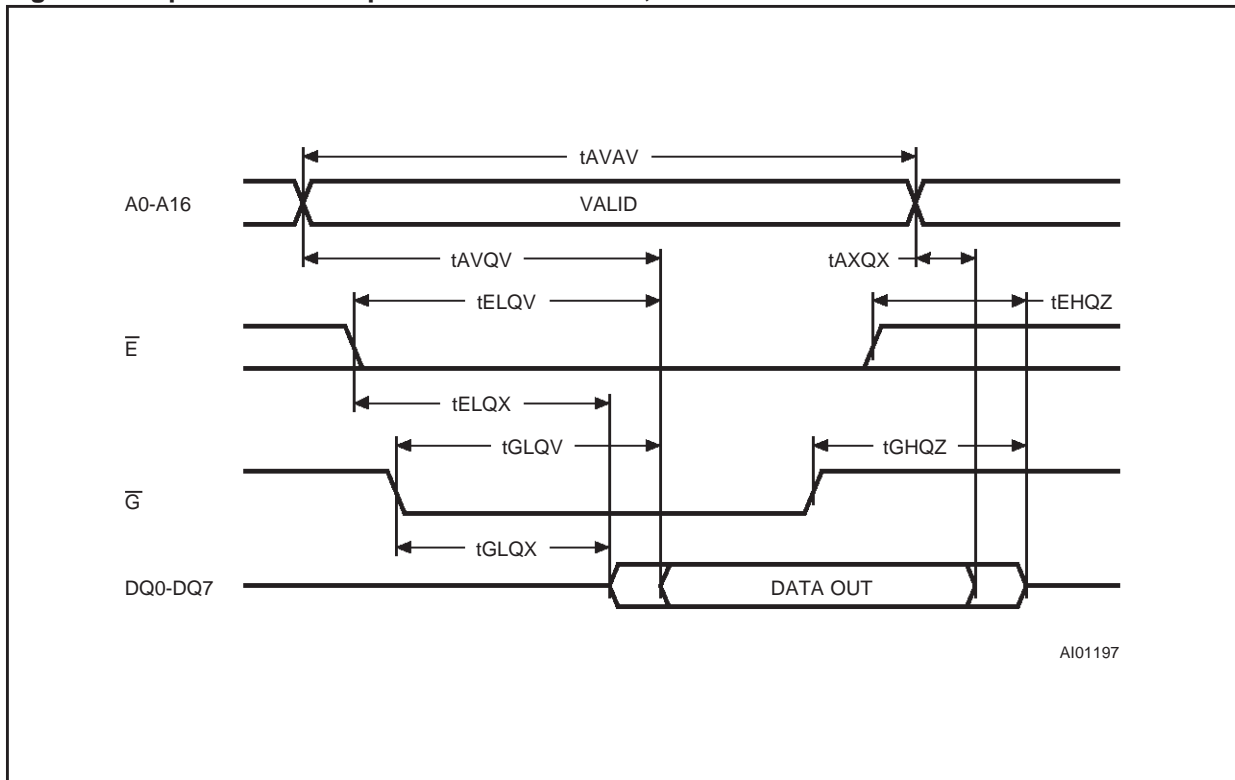 tAVAV
A0-A16 VALID
tAVQV tAXQX
tELQV tEHQZ
E̅
tELQX
tGLQV tGHQZ
G̅
tGLQX
DQ0-DQ7 DATA OUT
AI01197